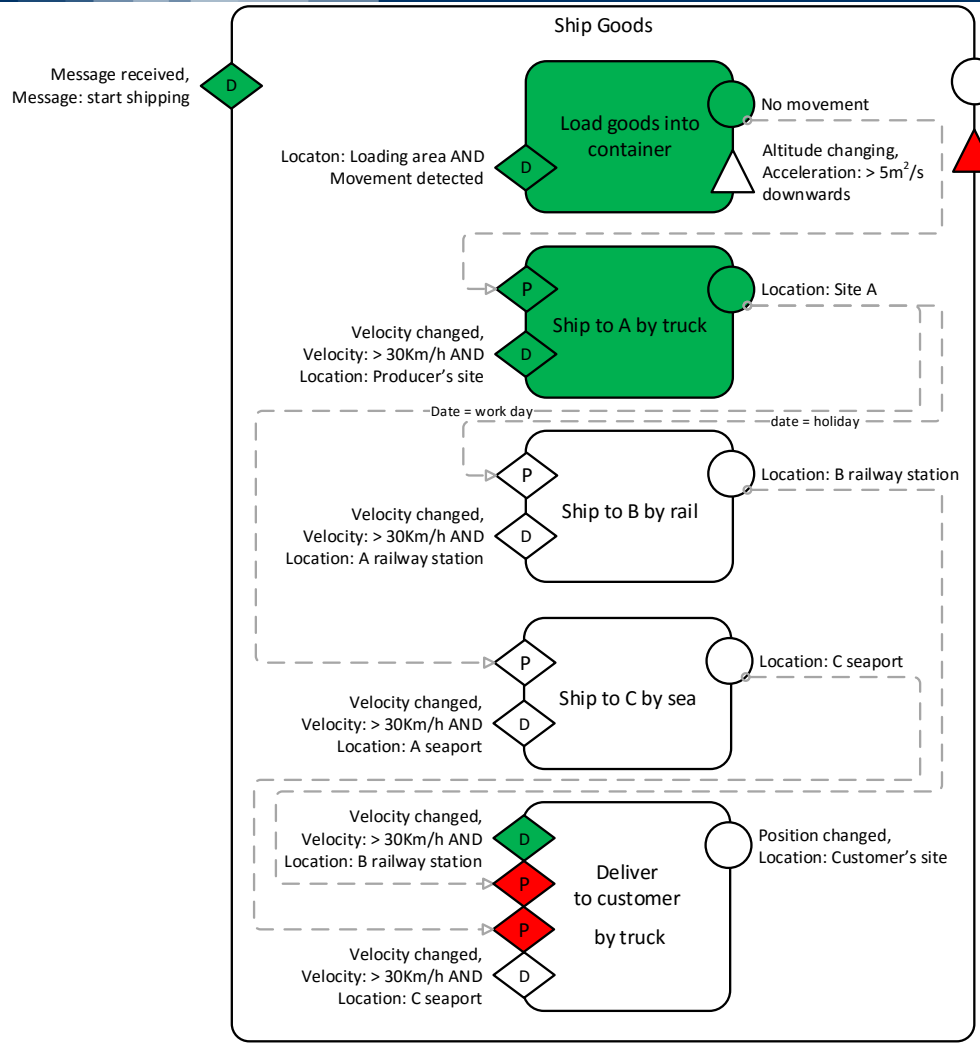 Ship Goods
Message received,
Message: start shipping
D
Load goods into
container
No movement
Locaton: Loading area AND
Movement detected
D
Altitude changing,
Acceleration: > 5m²/s
downwards
P
Ship to A by truck
Location: Site A
Velocity changed,
Velocity: > 30Km/h AND
Location: Producer's site
D
Date = work day
date = holiday
P
Ship to B by rail
Location: B railway station
Velocity changed,
Velocity: > 30Km/h AND
Location: A railway station
D
P
Ship to C by sea
Location: C seaport
Velocity changed,
Velocity: > 30Km/h AND
Location: A seaport
D
Velocity changed,
Velocity: > 30Km/h AND
Location: B railway station
D
P
P
Deliver
to customer
by truck
Position changed,
Location: Customer's site
Velocity changed,
Velocity: > 30Km/h AND
Location: C seaport
D